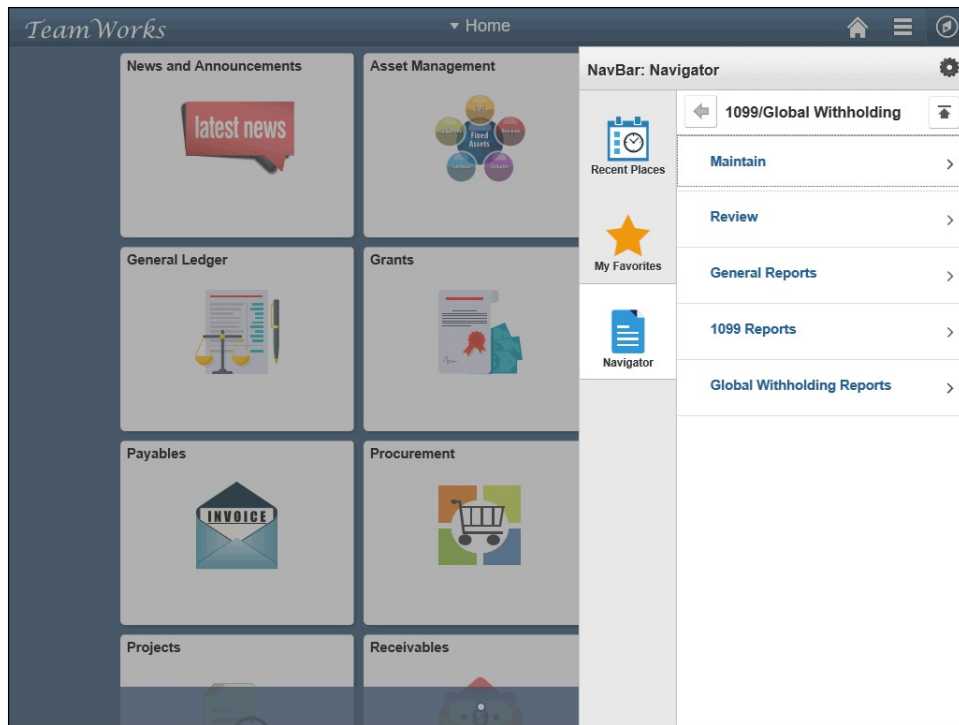 TeamWorks
Home
NavBar: Navigator
News and Announcements
latest news
Asset Management
Fixed
Assets
General Ledger
Grants
Payables
INVOICE
Procurement
Projects
Receivables
$
Recent Places
My Favorites
Navigator
1099/Global Withholding
Maintain
Review
General Reports
1099 Reports
Global Withholding Reports